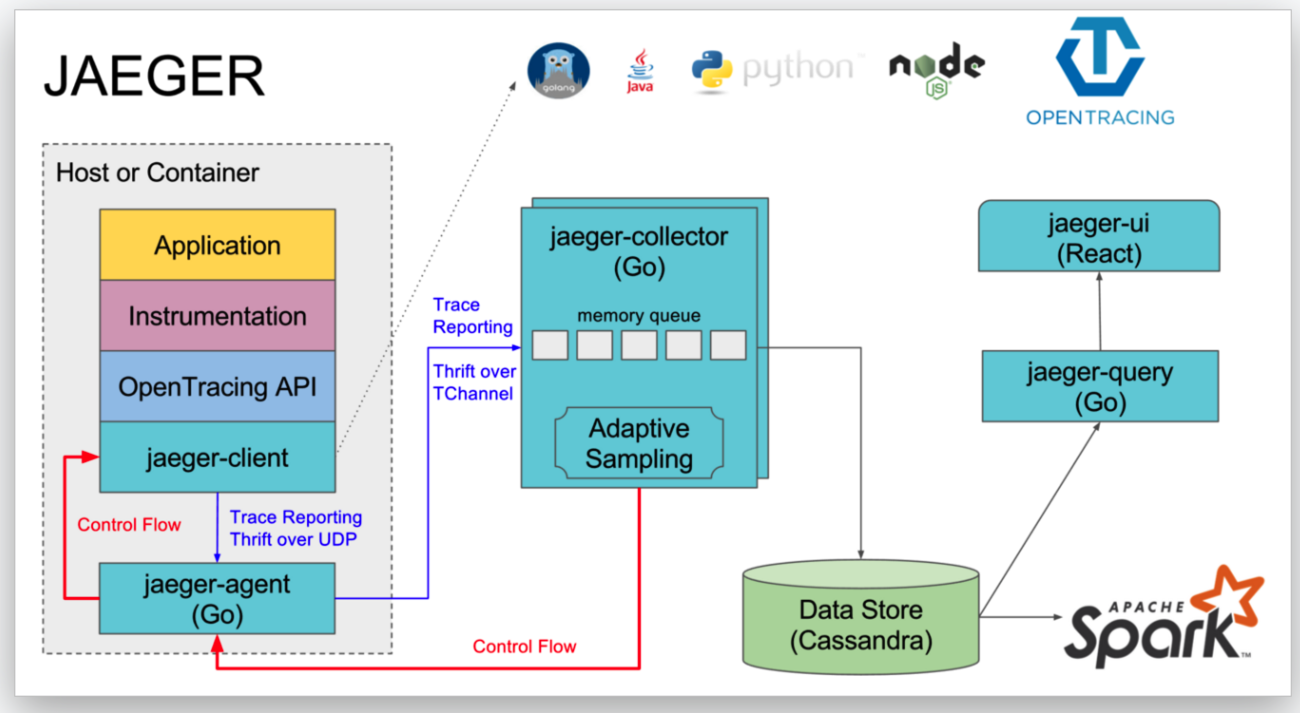 JAEGER
golang
Java
python
node
JS
OPENTRACING
Host or Container
Application
Instrumentation
OpenTracing API
jaeger-client
Control Flow
Trace Reporting
Thrift over UDP
jaeger-agent
(Go)
Trace
Reporting
Thrift over
TChannel
jaeger-collector
(Go)
memory queue
Adaptive
Sampling
Control Flow
Data Store
(Cassandra)
jaeger-ui
(React)
jaeger-query
(Go)
APACHE
Spark™